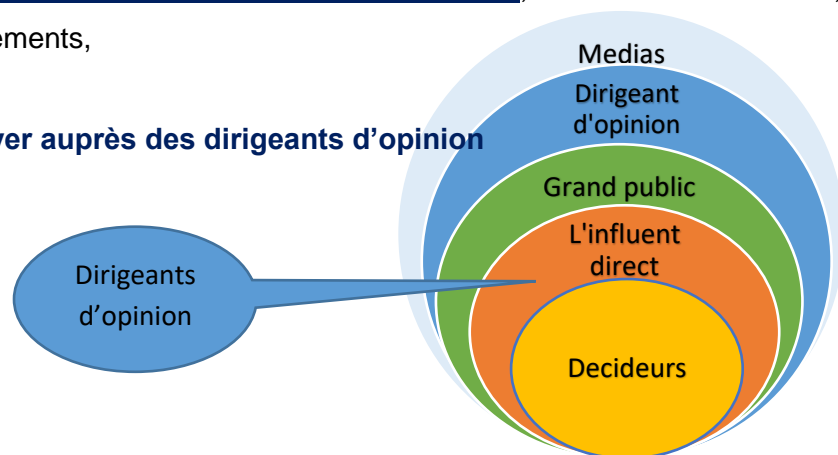 ements,
Medias
Dirigeant
d'opinion
ver auprès des dirigeants d’opinion
Grand public
L'influent
direct
Dirigeants
d’opinion
Decideurs